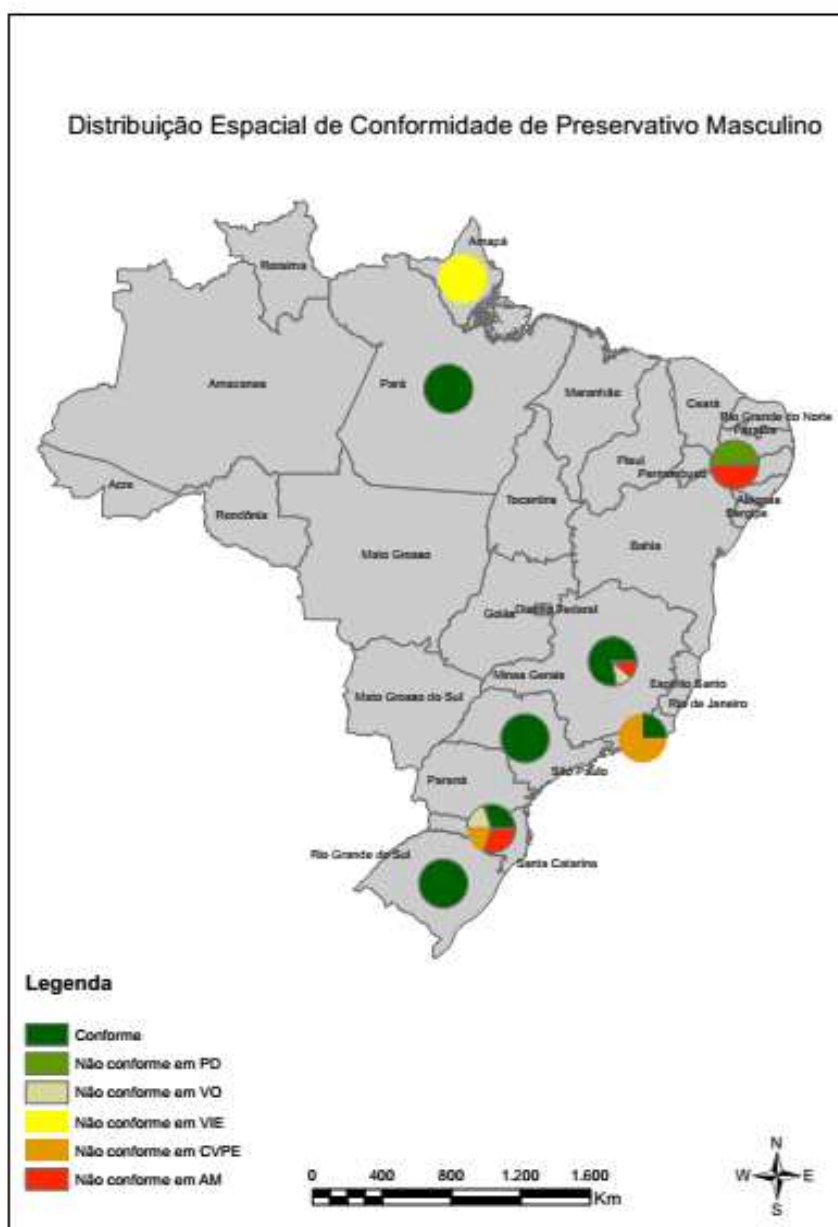 Distribuição Espacial de Conformidade de Preservativo Masculino
Amapá
Roraima
Amazonas
Pará
Maranhão
Ceará
Rio Grande do Norte
Paraíba
Piauí
Pernambuco
Acre
Alagoas
Sergipe
Tocantins
Rondônia
Bahia
Mato Grosso
Goiás
Distrito Federal
Minas Gerais
Espírito Santo
Mato Grosso do Sul
Rio de Janeiro
São Paulo
Paraná
Rio Grande do Sul
Santa Catarina
Legenda
Conforme
Não conforme em PD
Não conforme em VO
Não conforme em VIE
Não conforme em CVPE
Não conforme em AM
0 400 800 1.200 1.600
Km
N
W E
S